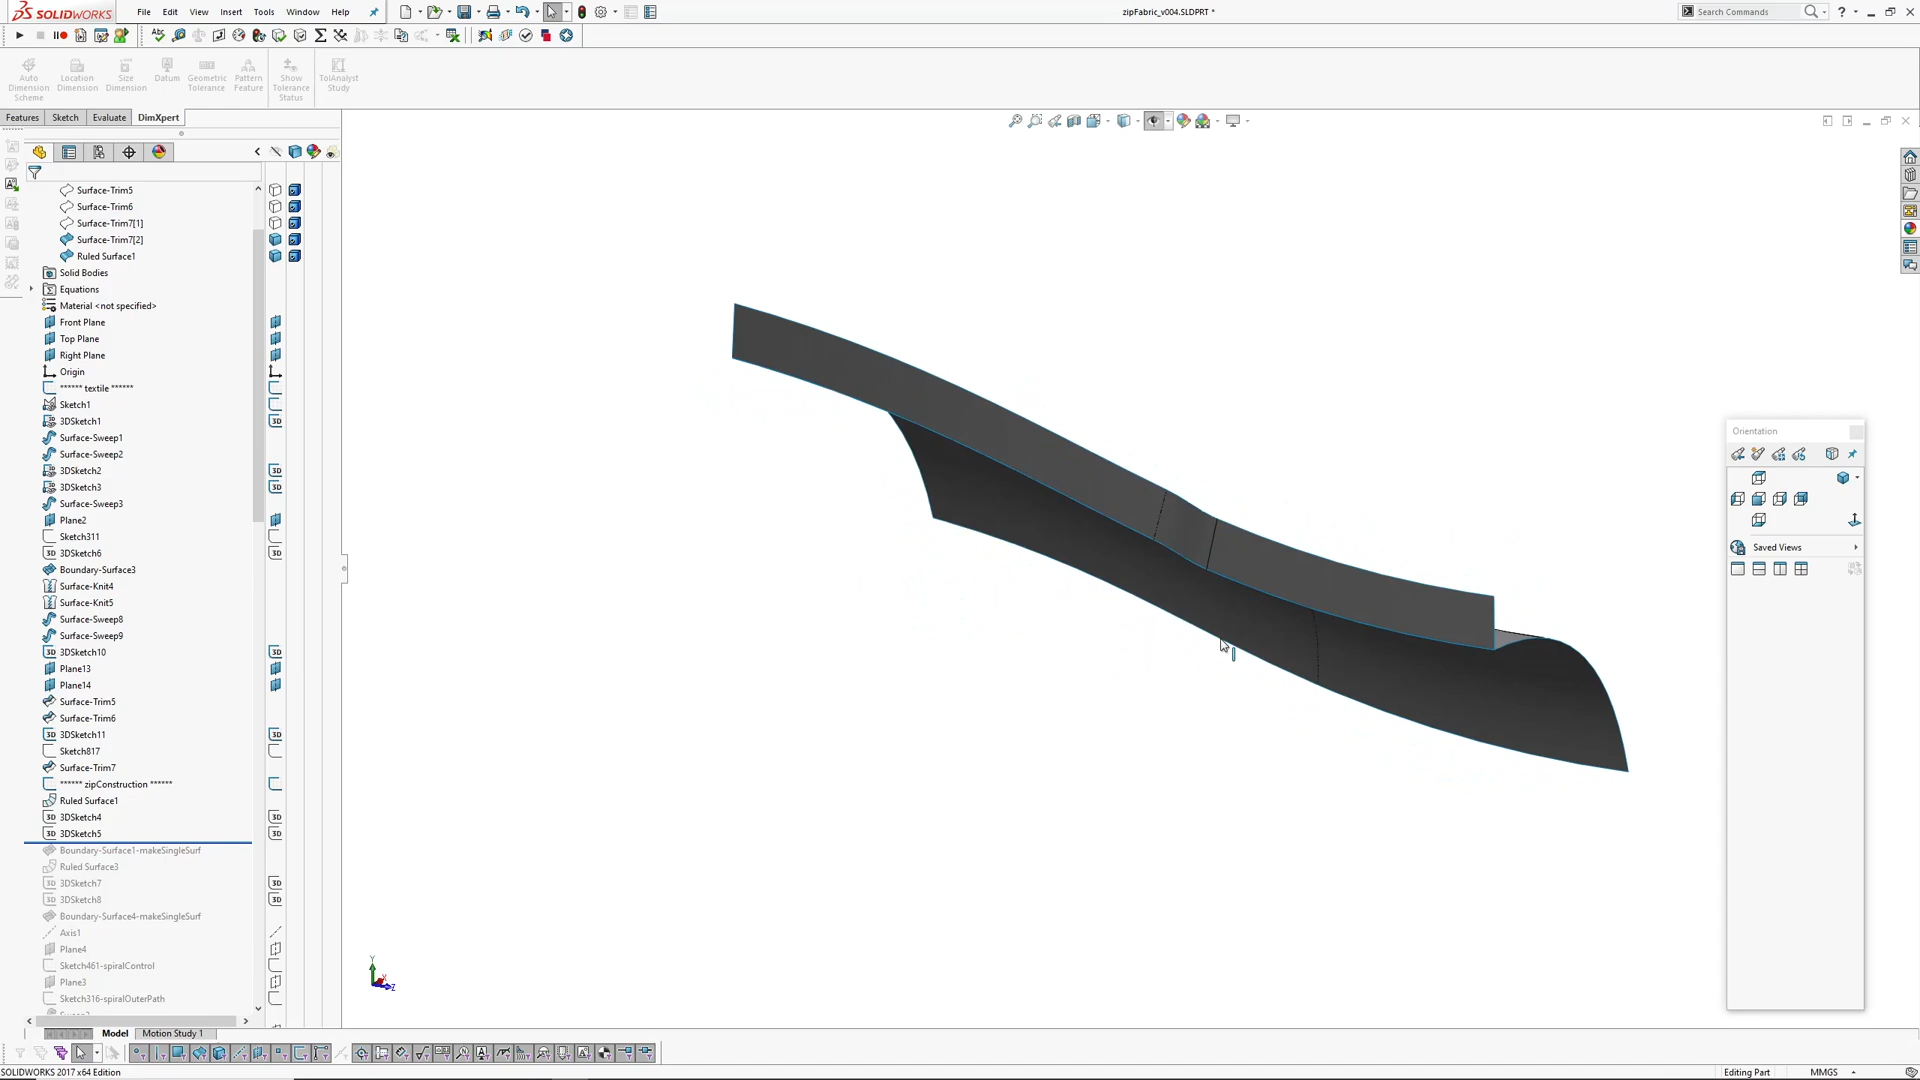 SOLIDWORKS
File
Edit
View
Insert
Tools
Window
Help
zipFabric_v004.SLDPRT *
Search Commands
Auto Dimension Scheme
Location Dimension
Size Dimension
Datum
Geometric Tolerance
Pattern Feature
Show Tolerance Status
TolAnalyst Study
Features
Sketch
Evaluate
DimXpert
Surface-Trim5
Surface-Trim6
Surface-Trim7[1]
Surface-Trim7[2]
Ruled Surface1
Solid Bodies
Equations
Material <not specified>
Front Plane
Top Plane
Right Plane
Origin
****** textile ******
Sketch1
3DSketch1
Surface-Sweep1
Surface-Sweep2
3DSketch2
3DSketch3
Surface-Sweep3
Plane2
Sketch311
3DSketch6
Boundary-Surface3
Surface-Knit4
Surface-Knit5
Surface-Sweep8
Surface-Sweep9
3DSketch10
Plane13
Plane14
Surface-Trim5
Surface-Trim6
3DSketch11
Sketch817
Surface-Trim7
****** zipConstruction ******
Ruled Surface1
3DSketch4
3DSketch5
Boundary-Surface1-makeSingleSurf
Ruled Surface3
3DSketch7
3DSketch8
Boundary-Surface4-makeSingleSurf
Axis1
Plane4
Sketch461-spiralControl
Plane3
Sketch316-spiralOuterPath
Orientation
Saved Views
Y
X
Z
Model
Motion Study 1
SOLIDWORKS 2017 x64 Edition
Editing Part
MMGS